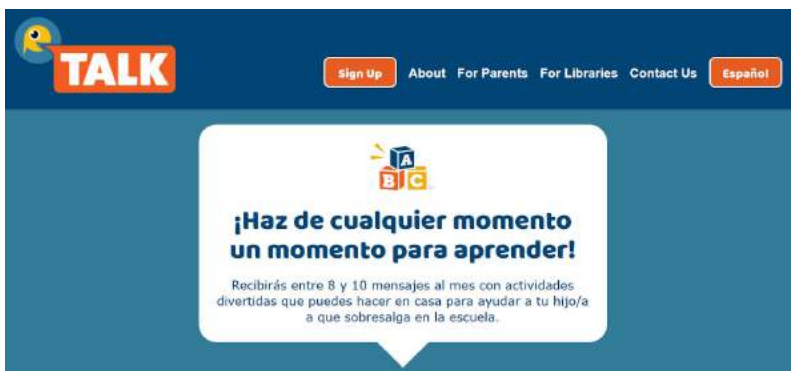 TALK
Sign Up About For Parents For Libraries Contact Us Español
A
B C
¡Haz de cualquier momento
un momento para aprender!
Recibirás entre 8 y 10 mensajes al mes con actividades
divertidas que puedes hacer en casa para ayudar a tu hijo/a
a que sobresalga en la escuela.